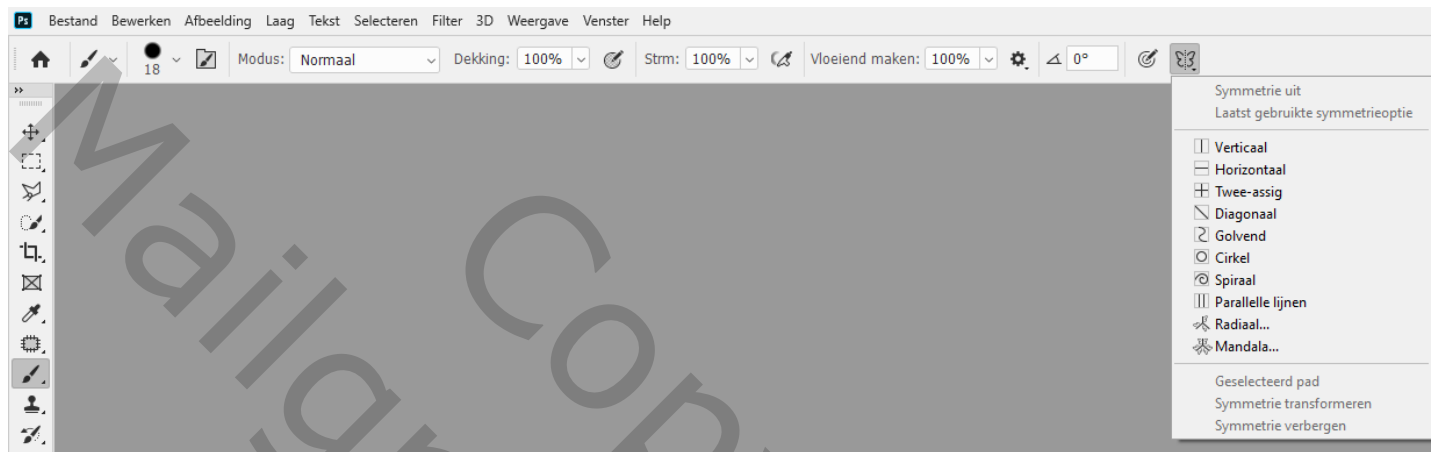 Ps Bestand Bewerken Afbeelding Laag Tekst Selecteren Filter 3D Weergave Venster Help
18 Modus: Normaal Dekking: 100% Strm: 100% Vloeiend maken: 100% 0°
Symmetrie uit
Laatst gebruikte symmetrieoptie
Verticaal
Horizontaal
Twee-assig
Diagonaal
Golvend
Cirkel
Spiraal
Parallelle lijnen
Radiaal...
Mandala...
Geselecteerd pad
Symmetrie transformeren
Symmetrie verbergen